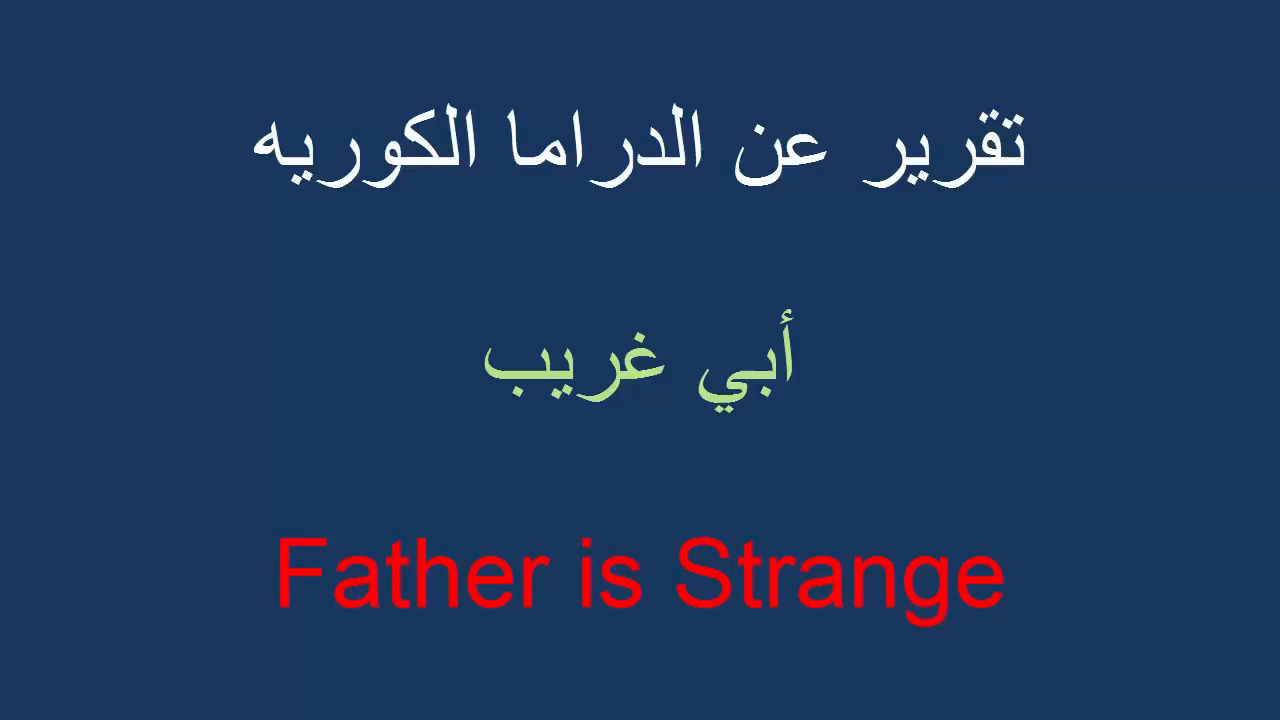 تقرير عن الدراما الكوريه
أبي غريب
Father is Strange